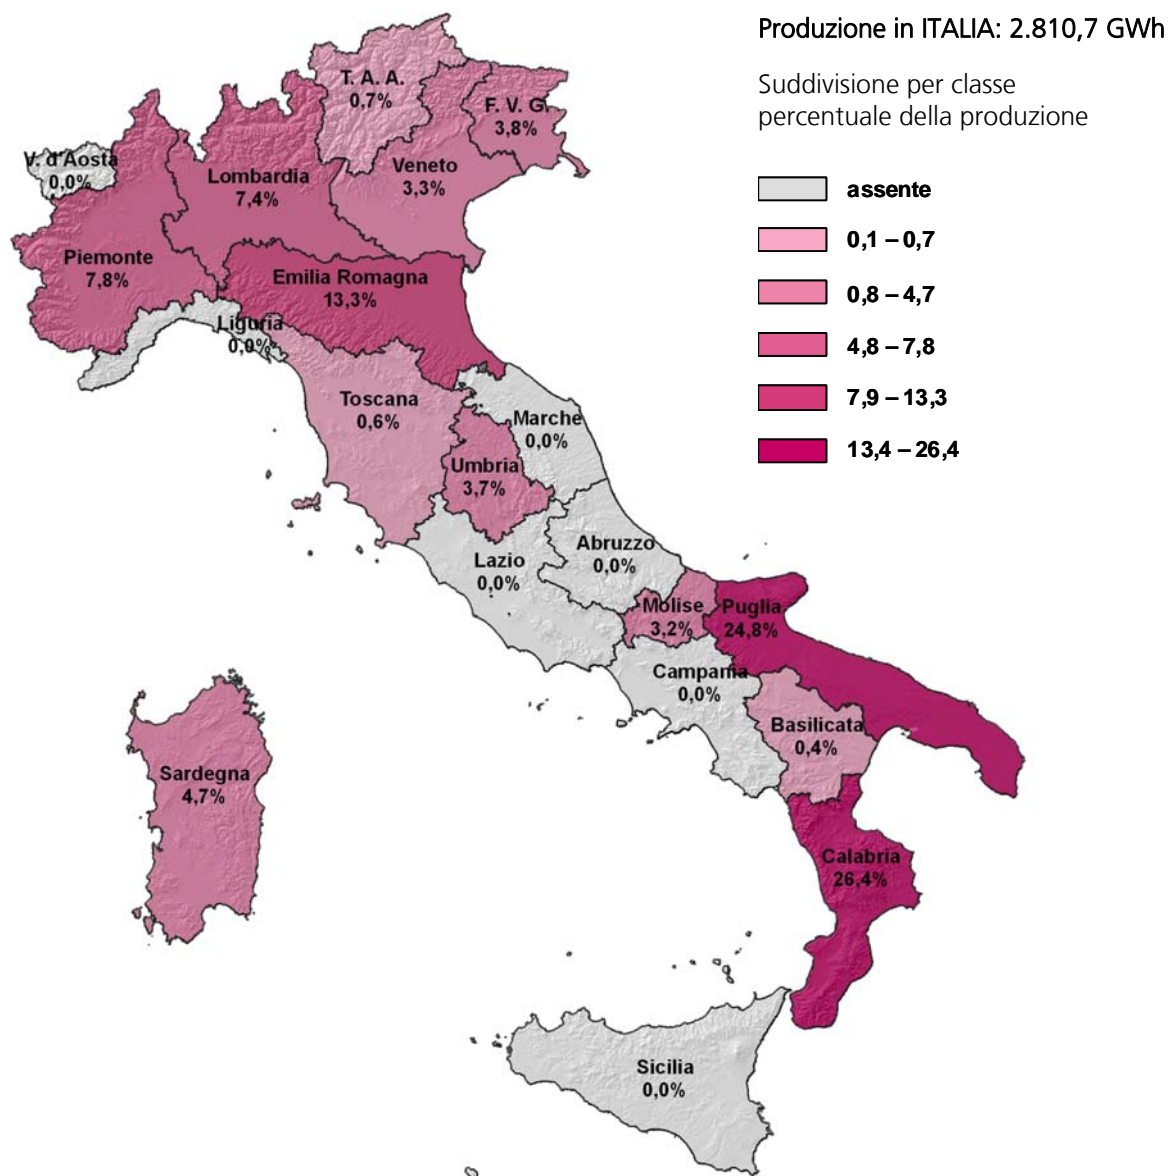 Produzione in ITALIA: 2.810,7 GWh
Suddivisione per classe
percentuale della produzione
assente
0,1 – 0,7
0,8 – 4,7
4,8 – 7,8
7,9 – 13,3
13,4 – 26,4
T. A. A.
0,7%
F. V. G.
3,8%
V. d'Aosta
0,0%
Lombardia
7,4%
Veneto
3,3%
Piemonte
7,8%
Emilia Romagna
13,3%
Liguria
0,0%
Toscana
0,6%
Marche
0,0%
Umbria
3,7%
Lazio
0,0%
Abruzzo
0,0%
Molise
3,2%
Puglia
24,8%
Campania
0,0%
Basilicata
0,4%
Sardegna
4,7%
Calabria
26,4%
Sicilia
0,0%